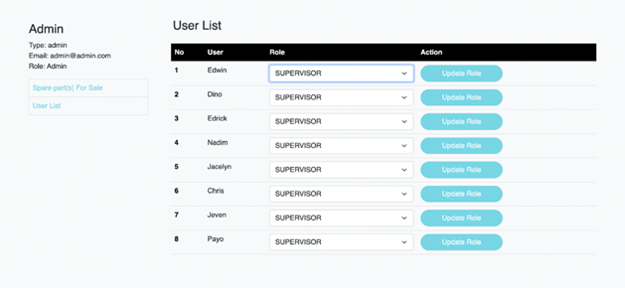 Admin
Type: admin
Email: admin@admin.com
Role: Admin
Spare-part(s) For Sale
User List
User List
No User Role Action
1 Edwin SUPERVISOR Update Role
2 Dino SUPERVISOR Update Role
3 Edrick SUPERVISOR Update Role
4 Nadim SUPERVISOR Update Role
5 Jacelyn SUPERVISOR Update Role
6 Chris SUPERVISOR Update Role
7 Jeven SUPERVISOR Update Role
8 Payo SUPERVISOR Update Role